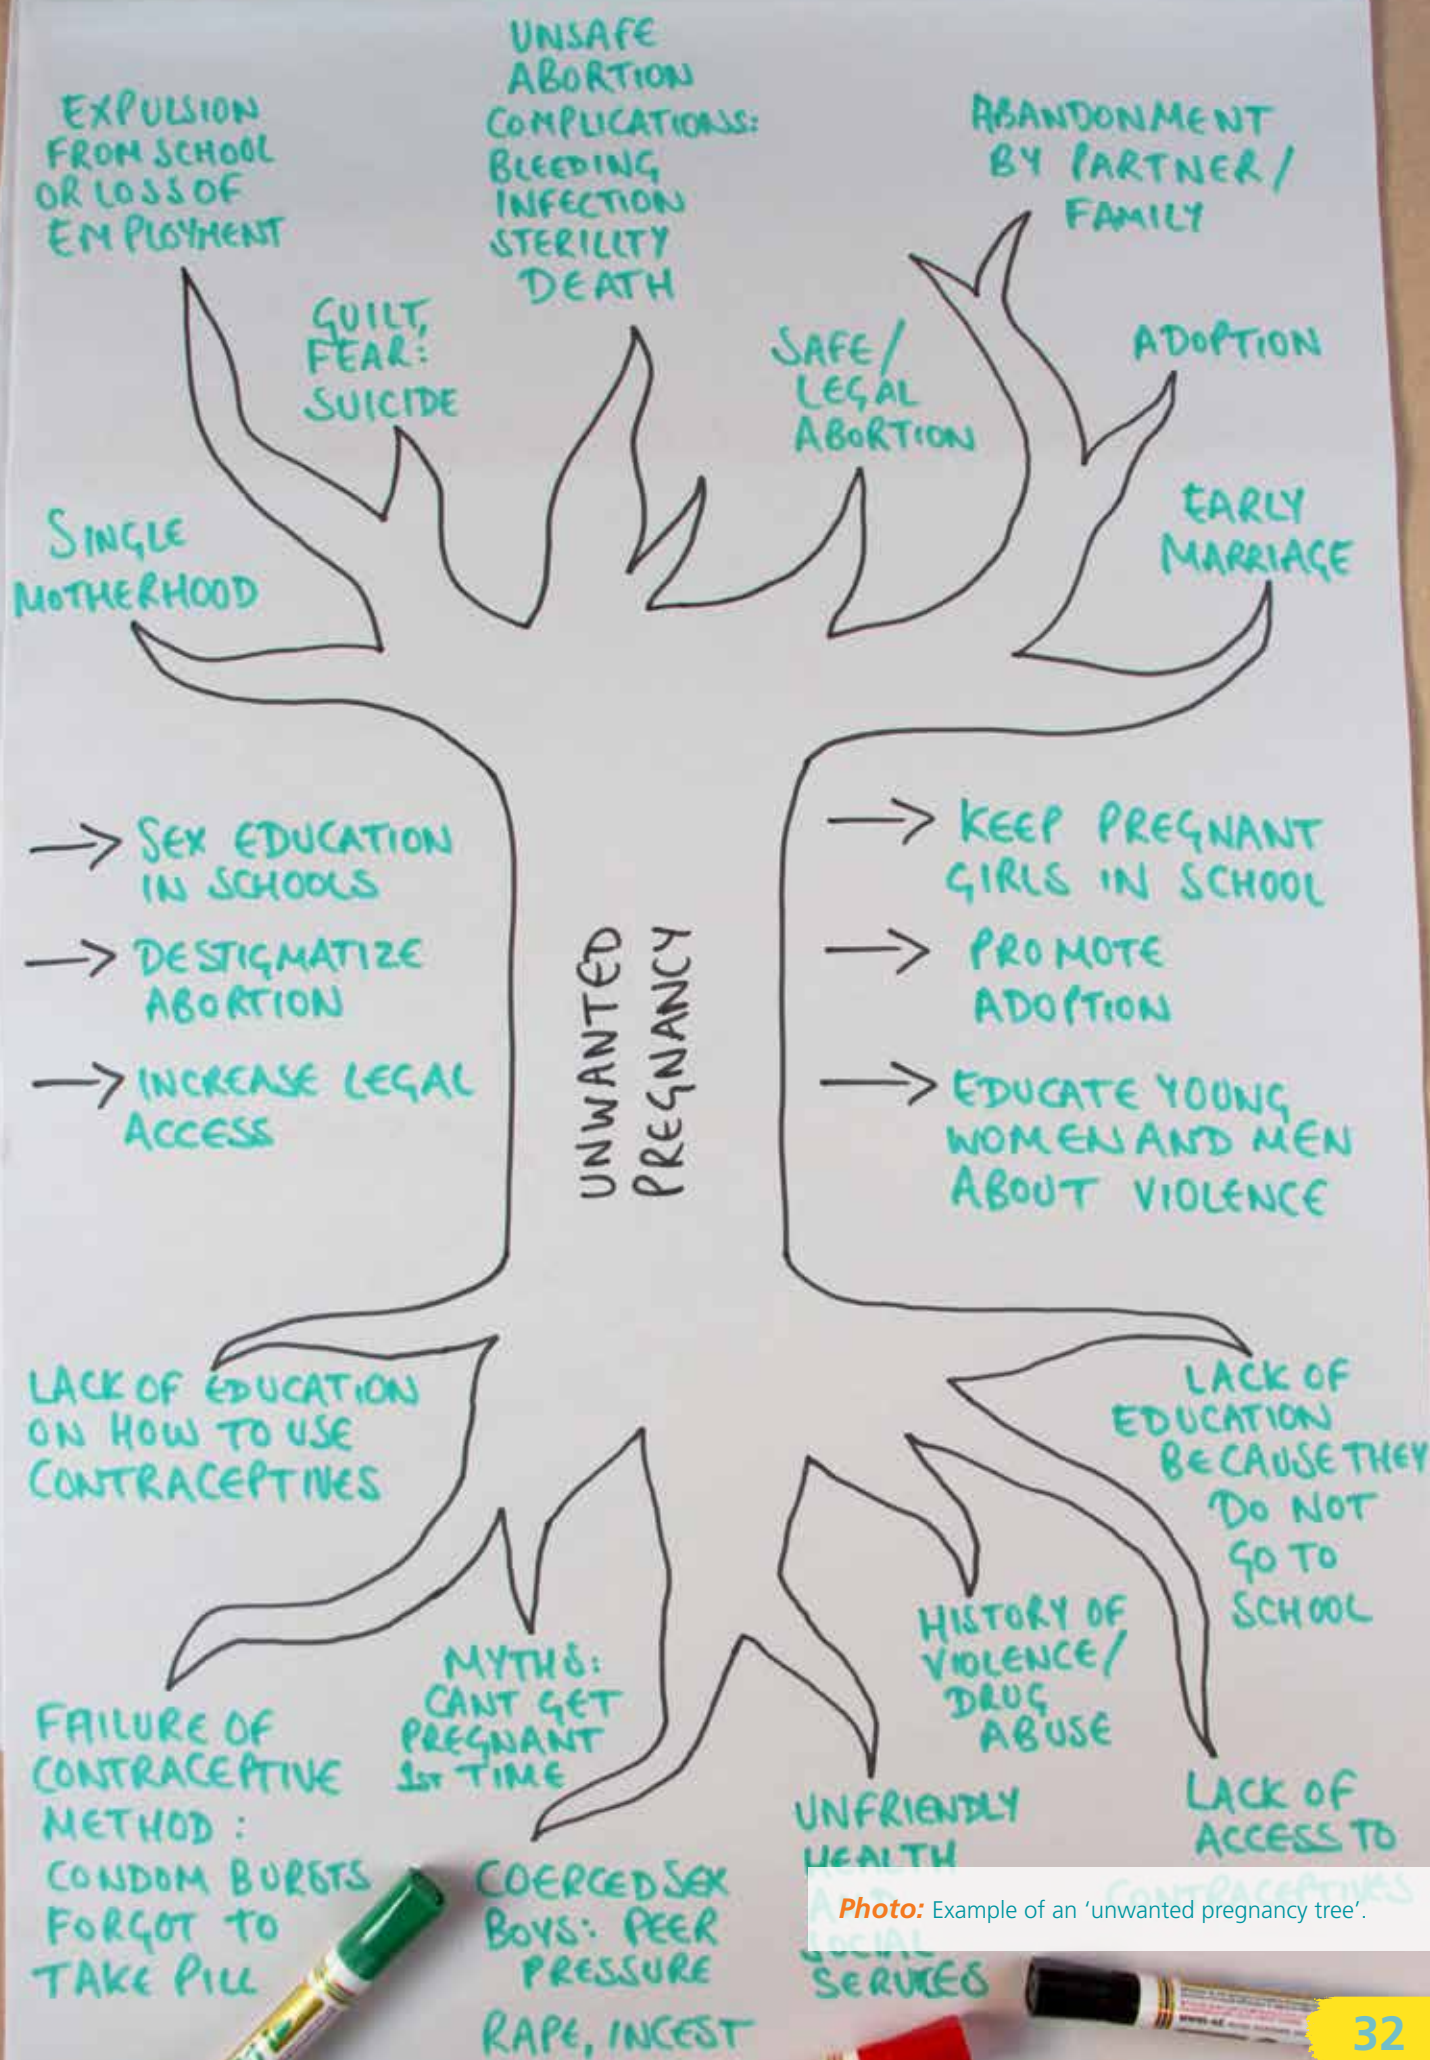 UNSAFE
ABORTION
COMPLICATIONS:
BLEEDING
INFECTION
STERILITY
DEATH
EXPULSION
FROM SCHOOL
OR LOSS OF
EMPLOYMENT
ABANDONMENT
BY PARTNER/
FAMILY
GUILT,
FEAR:
SUICIDE
SAFE/
LEGAL
ABORTION
ADOPTION
SINGLE
MOTHERHOOD
EARLY
MARRIAGE
→ SEX EDUCATION
IN SCHOOLS
→ DESTIGMATIZE
ABORTION
→ INCREASE LEGAL
ACCESS
UNWANTED
PREGNANCY
→ KEEP PREGNANT
GIRLS IN SCHOOL
→ PROMOTE
ADOPTION
→ EDUCATE YOUNG
WOMEN AND MEN
ABOUT VIOLENCE
LACK OF EDUCATION
ON HOW TO USE
CONTRACEPTIVES
LACK OF
EDUCATION
BECAUSE THEY
DO NOT
GO TO
SCHOOL
FAILURE OF
CONTRACEPTIVE
METHOD :
CONDOM BURSTS
FORGOT TO
TAKE PILL
MYTHS:
CANT GET
PREGNANT
1ST TIME
COERCED SEX
BOYS: PEER
PRESSURE
RAPE, INCEST
HISTORY OF
VIOLENCE/
DRUG
ABUSE
UNFRIENDLY
HEALTH
AND
SOCIAL
SERVICES
LACK OF
ACCESS TO
CONTRACEPTIVES
Photo: Example of an ‘unwanted pregnancy tree’.
32